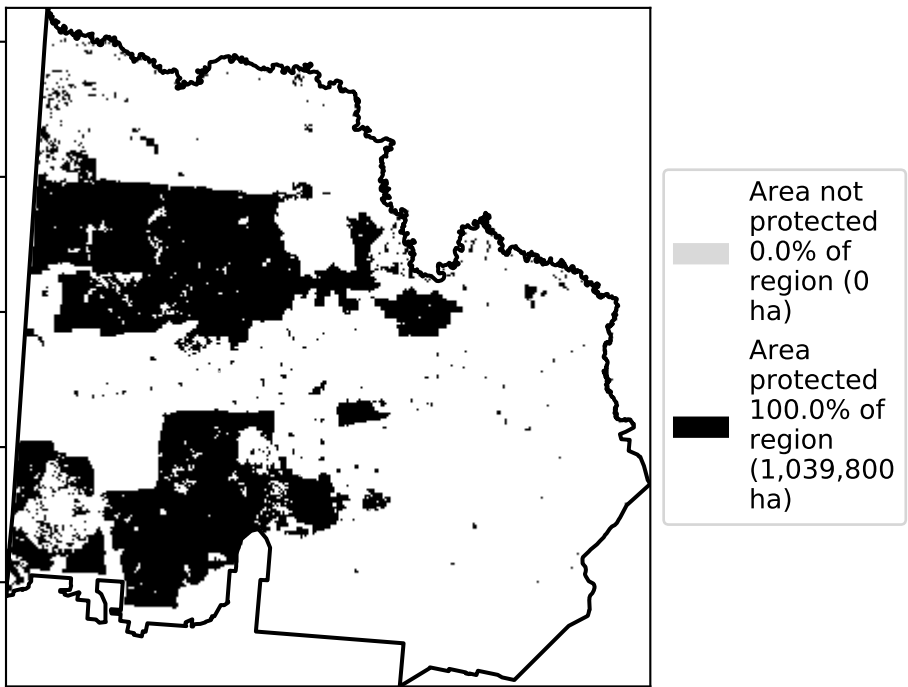 Area not
protected
0.0% of
region (0
ha)
Area
protected
100.0% of
region
(1,039,800
ha)